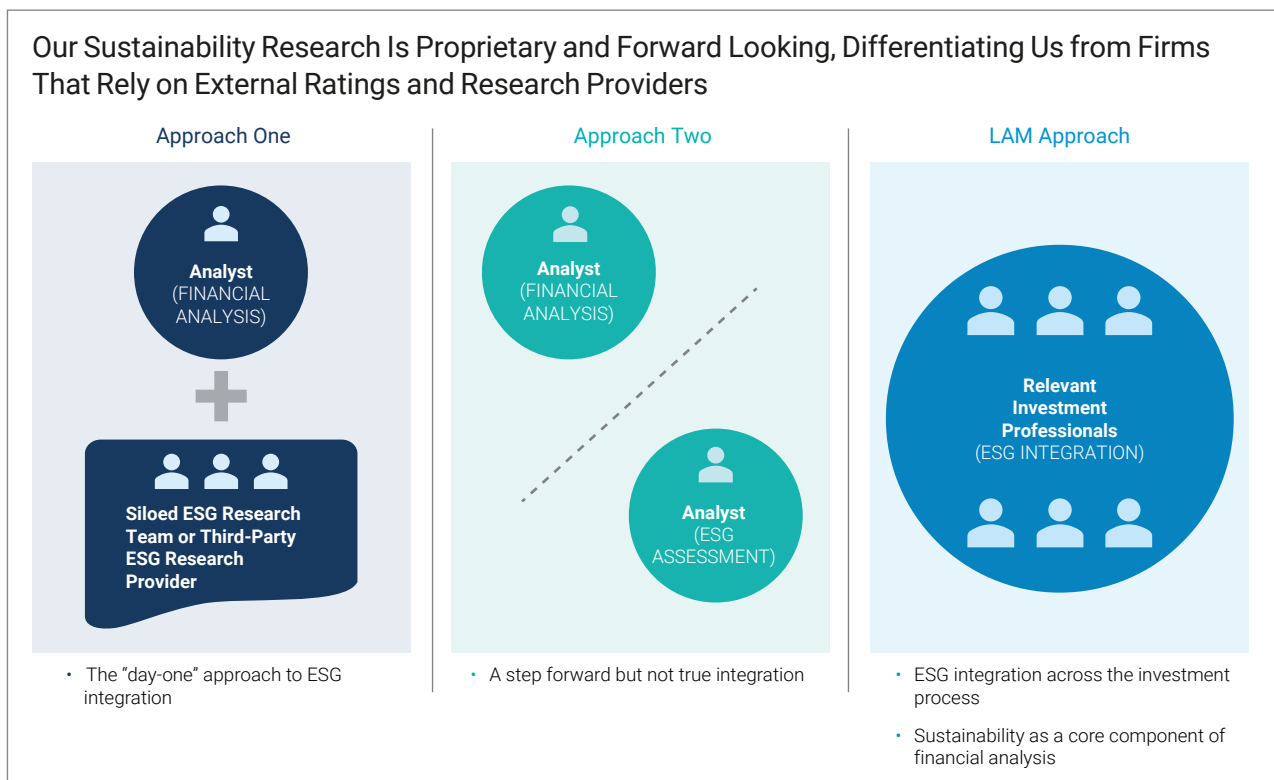 Our Sustainability Research Is Proprietary and Forward Looking, Differentiating Us from Firms
That Rely on External Ratings and Research Providers
Approach One
Analyst
(FINANCIAL
ANALYSIS)
Siloed ESG Research
Team or Third-Party
ESG Research
Provider
• The “day-one” approach to ESG
integration
Approach Two
Analyst
(FINANCIAL
ANALYSIS)
Analyst
(ESG
ASSESSMENT)
• A step forward but not true integration
LAM Approach
Relevant
Investment
Professionals
(ESG INTEGRATION)
• ESG integration across the investment
process
• Sustainability as a core component of
financial analysis